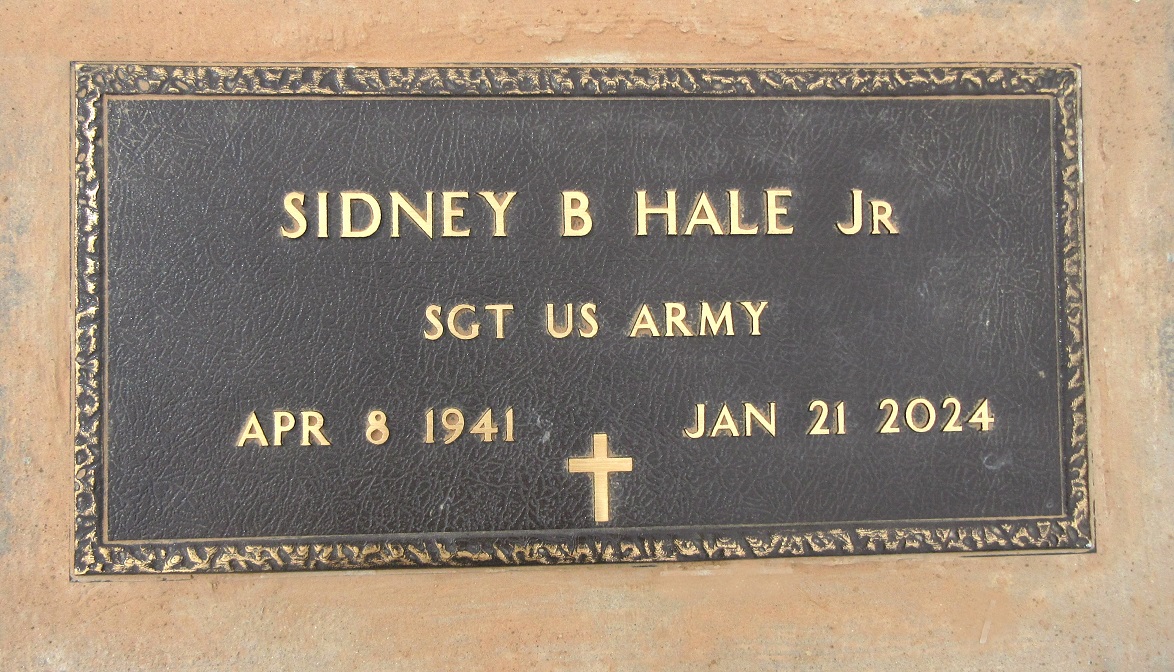 SIDNEY B HALE JR
SGT US ARMY
APR 8 1941 JAN 21 2024